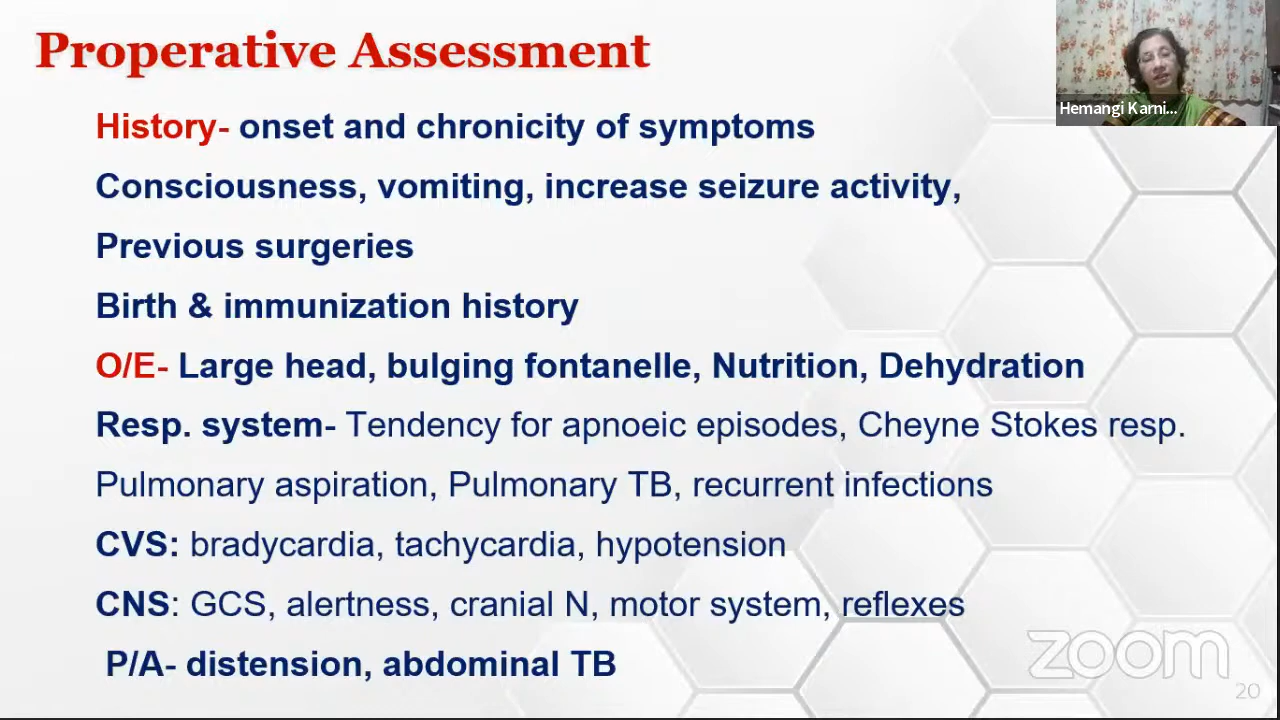 Properative Assessment
Hemangi Karni...
History- onset and chronicity of symptoms
Consciousness, vomiting, increase seizure activity,
Previous surgeries
Birth & immunization history
O/E- Large head, bulging fontanelle, Nutrition, Dehydration
Resp. system- Tendency for apnoeic episodes, Cheyne Stokes resp.
Pulmonary aspiration, Pulmonary TB, recurrent infections
CVS: bradycardia, tachycardia, hypotension
CNS: GCS, alertness, cranial N, motor system, reflexes
P/A- distension, abdominal TB
zoom
20